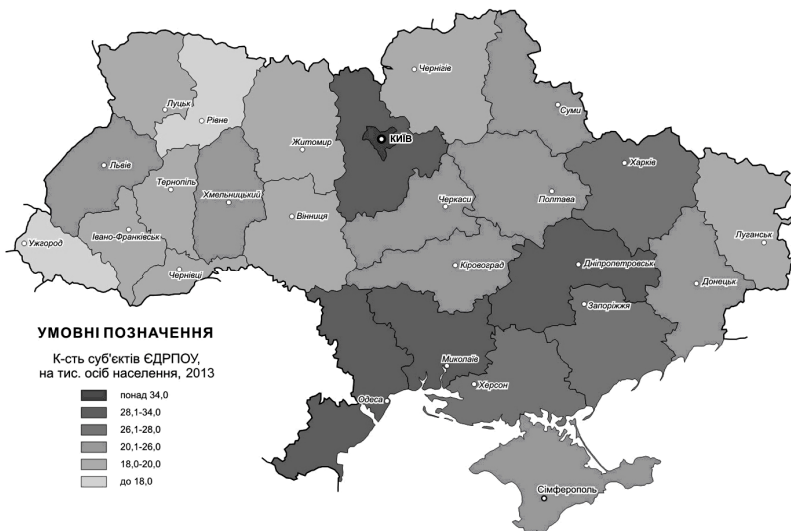 Чернігів
Луцьк
Рівне
Суми
КИЇВ
Житомир
Львів
Харків
Тернопіль
Хмельницький
Полтава
Черкаси
Вінниця
Івано-Франківськ
Луганськ
Ужгород
Чернівці
Кіровоград
Дніпропетровськ
Донецьк
Запоріжжя
УМОВНІ ПОЗНАЧЕННЯ
К-сть суб'єктів ЄДРПОУ,
на тис. осіб населення, 2013
понад 34,0
28,1-34,0
26,1-28,0
20,1-26,0
18,0-20,0
до 18,0
Миколаїв
Херсон
Одеса
Сімферополь